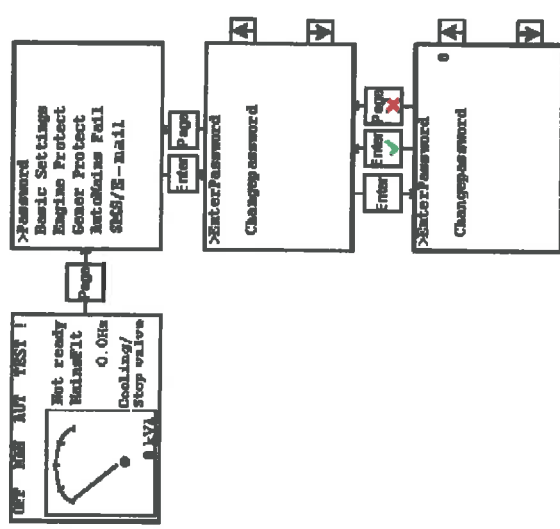 OFF MAN AUT TEST !
Not ready
MainsFlt
0.0Hz
Cooling/
Stop valve
0 kVA
Page
>Password
Basic Settings
Engine Protect
Gener Protect
AutoMains Fail
SMS/E-mail
Enter
Page
>EnterPassword
Changepassword
Enter
Enter
Page
>EnterPassword
0
Changepassword